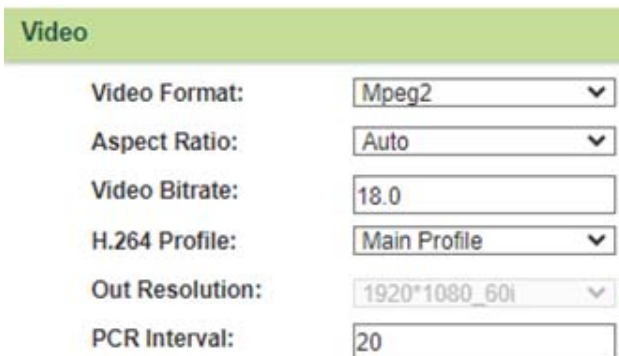 Video
Video Format: Mpeg2
Aspect Ratio: Auto
Video Bitrate: 18.0
H.264 Profile: Main Profile
Out Resolution: 1920*1080_60i
PCR Interval: 20